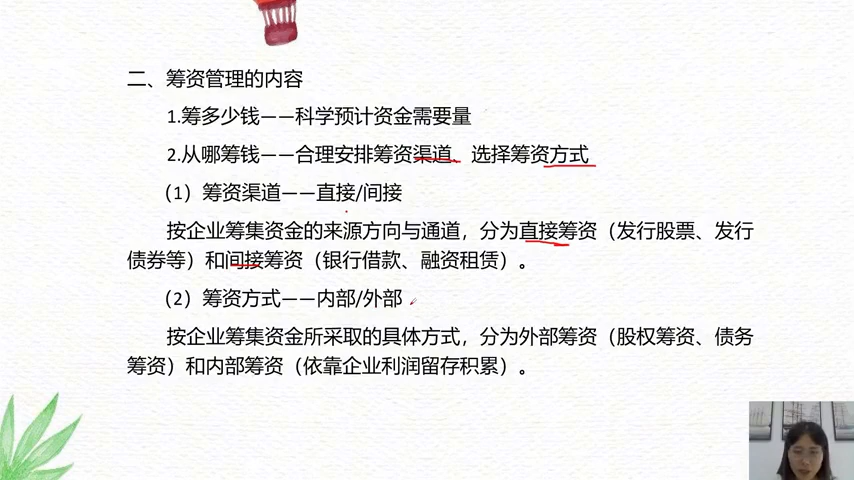 二、筹资管理的内容
1.筹多少钱——科学预计资金需要量
2.从哪筹钱——合理安排筹资渠道、选择筹资方式
（1）筹资渠道——直接/间接
按企业筹集资金的来源方向与通道，分为直接筹资（发行股票、发行
债券等）和间接筹资（银行借款、融资租赁）。
（2）筹资方式——内部/外部
按企业筹集资金所采取的具体方式，分为外部筹资（股权筹资、债务
筹资）和内部筹资（依靠企业利润留存积累）。